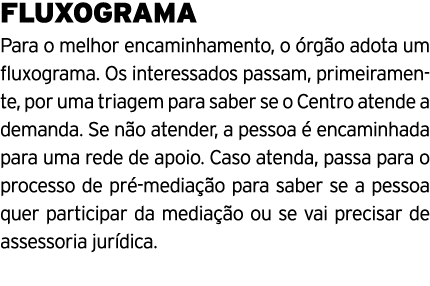 FLUXOGRAMA
Para o melhor encaminhamento, o órgão adota um
fluxograma. Os interessados passam, primeiramen-
te, por uma triagem para saber se o Centro atende a
demanda. Se não atender, a pessoa é encaminhada
para uma rede de apoio. Caso atenda, passa para o
processo de pré-mediação para saber se a pessoa
quer participar da mediação ou se vai precisar de
assessoria jurídica.